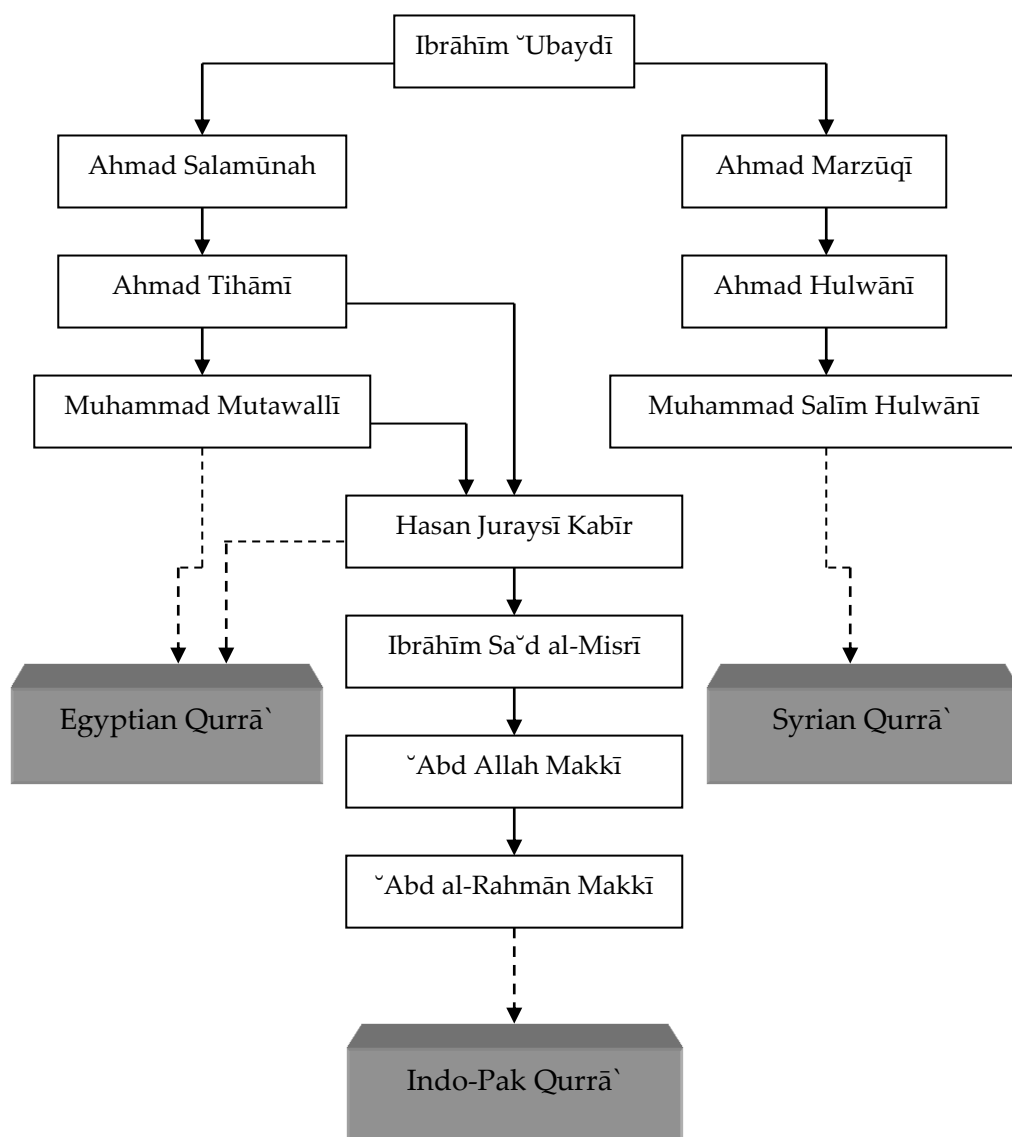 Ibrāhīm ˘Ubaydī
Ahmad Salamūnah
Ahmad Marzūqī
Ahmad Tihāmī
Ahmad Hulwānī
Muhammad Mutawallī
Muhammad Salīm Hulwānī
Hasan Juraysī Kabīr
Ibrāhīm Sa˘d al-Misrī
Egyptian Qurrā`
Syrian Qurrā`
˘Abd Allah Makkī
˘Abd al-Rahmān Makkī
Indo-Pak Qurrā`